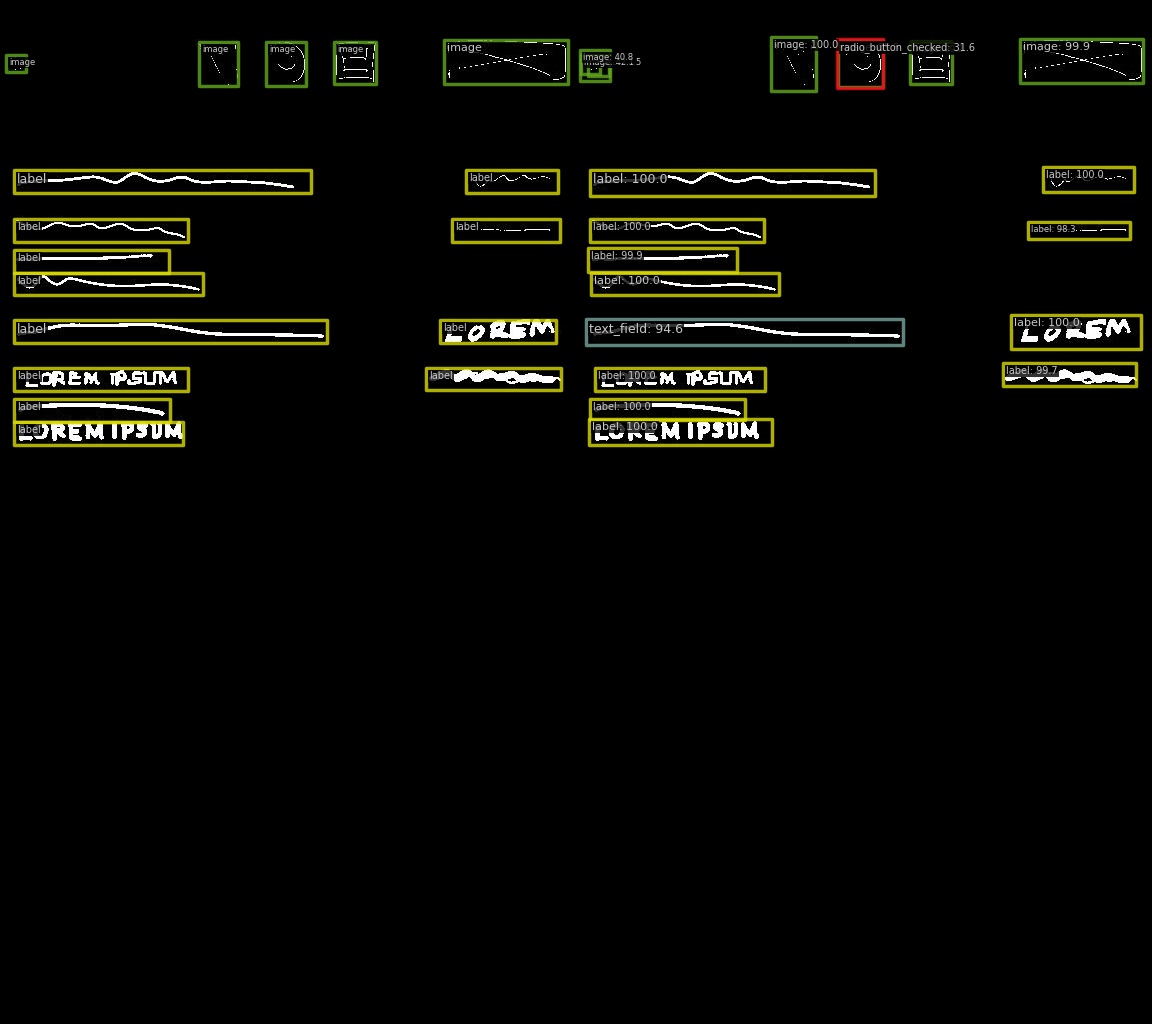 image image image image image image: 40.8 image: 100.0 radio_button_checked: 31.6 image: 99.9
label label label: 100.0 label: 100.0
label label label: 100.0 label: 98.3
label label: 99.9
label label: 100.0
label label LOREM text_field: 94.6 label: 100.0 LOREM
label LOREM IPSUM label label: 100.0 LOREM IPSUM label: 99.7
label label: 100.0
label LOREM IPSUM label: 100.0 LOREM IPSUM